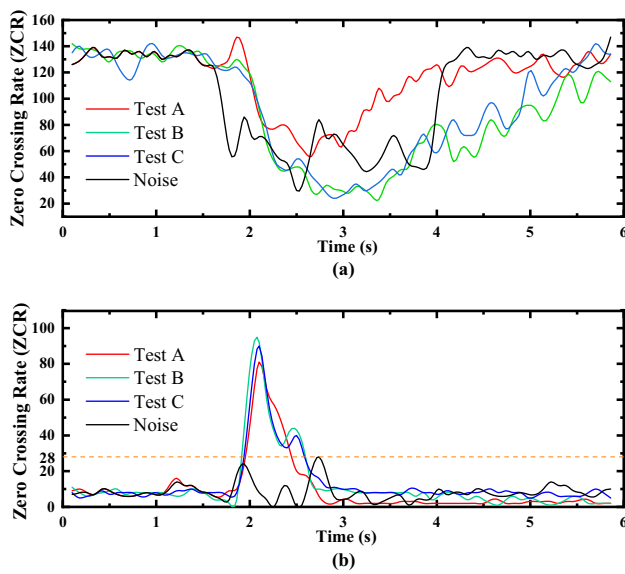 Zero Crossing Rate (ZCR)
160
140
120
100
80
60
40
20
Test A
Test B
Test C
Noise
0 1 2 3 4 5 6
Time (s)
(a)
Zero Crossing Rate (ZCR)
100
80
60
40
28
20
0
Test A
Test B
Test C
Noise
0 1 2 3 4 5 6
Time (s)
(b)